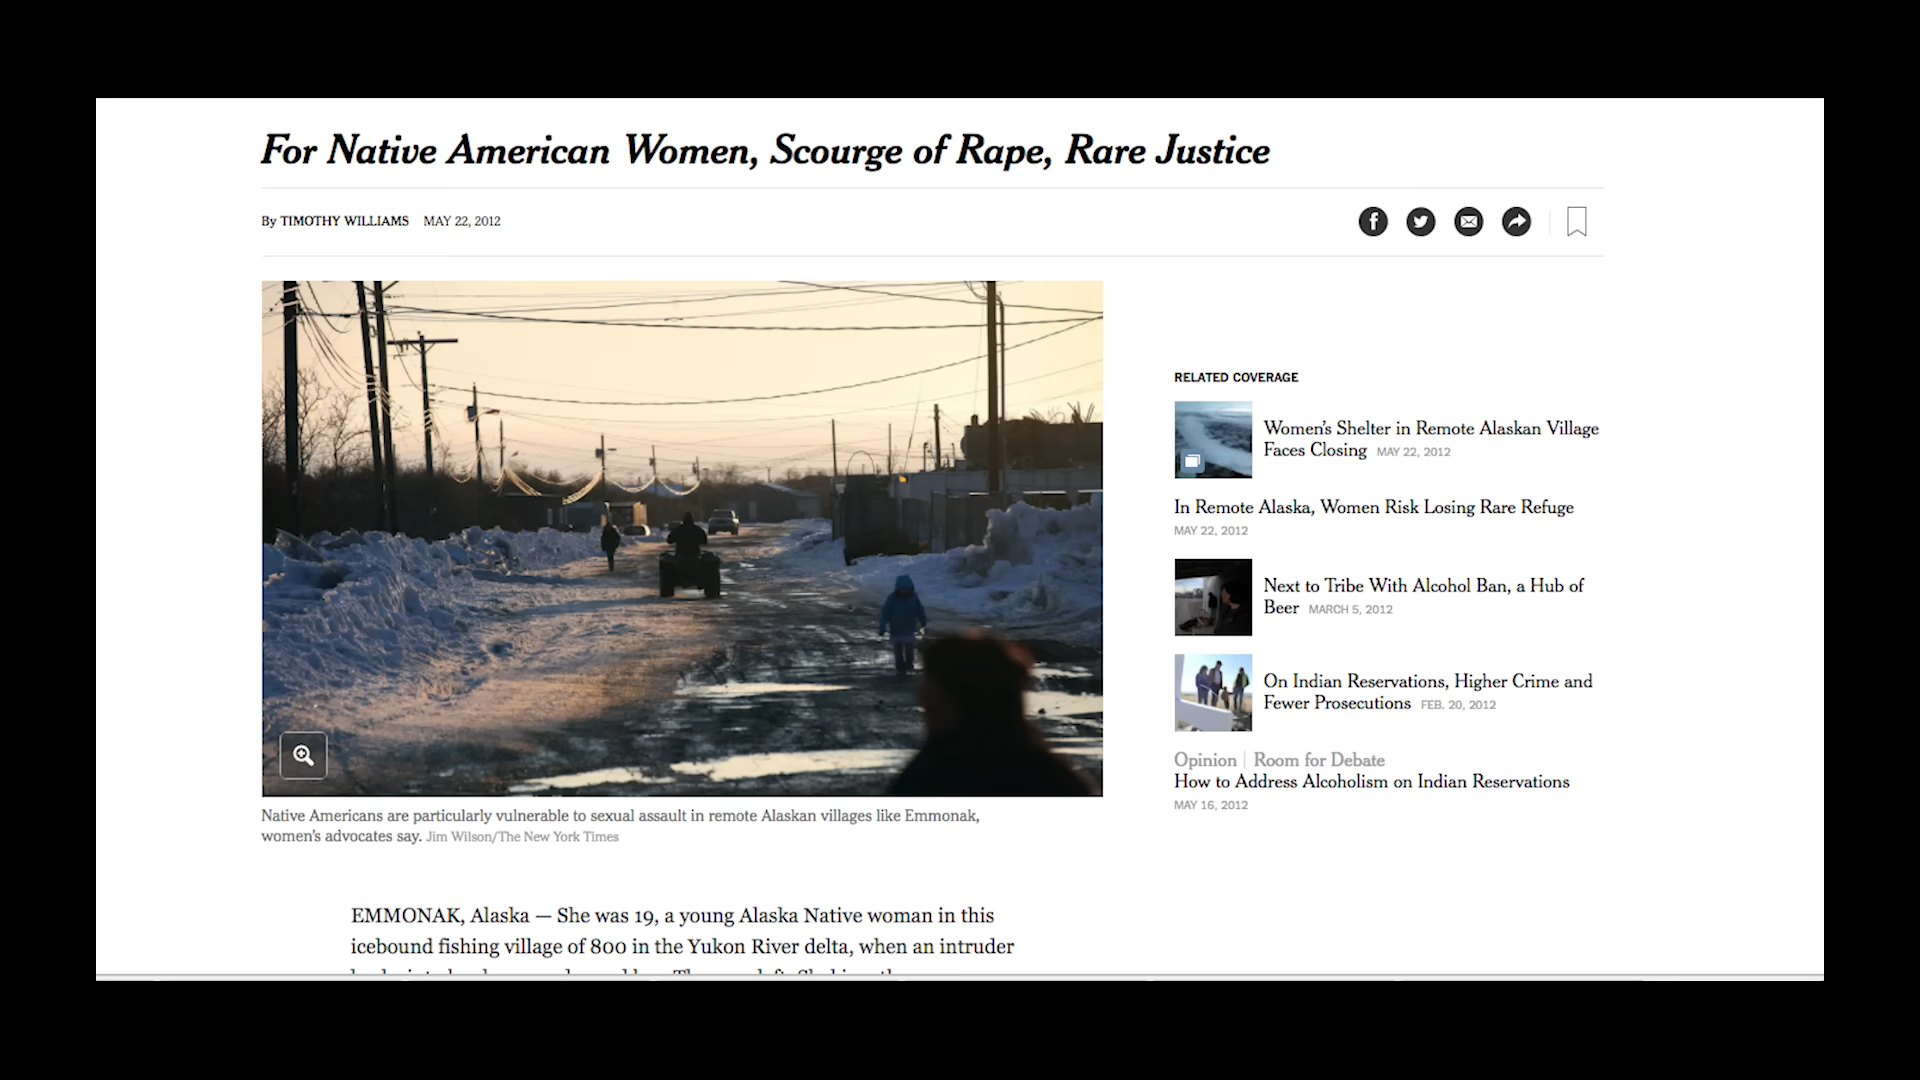 For Native American Women, Scourge of Rape, Rare Justice
By TIMOTHY WILLIAMS MAY 22, 2012
RELATED COVERAGE
Women's Shelter in Remote Alaskan Village
Faces Closing MAY 22, 2012
In Remote Alaska, Women Risk Losing Rare Refuge
MAY 22, 2012
Next to Tribe With Alcohol Ban, a Hub of
Beer MARCH 5, 2012
On Indian Reservations, Higher Crime and
Fewer Prosecutions FEB. 20, 2012
Opinion | Room for Debate
How to Address Alcoholism on Indian Reservations
MAY 16, 2012
Native Americans are particularly vulnerable to sexual assault in remote Alaskan villages like Emmonak,
women's advocates say. Jim Wilson/The New York Times
EMMONAK, Alaska — She was 19, a young Alaska Native woman in this
icebound fishing village of 800 in the Yukon River delta, when an intruder